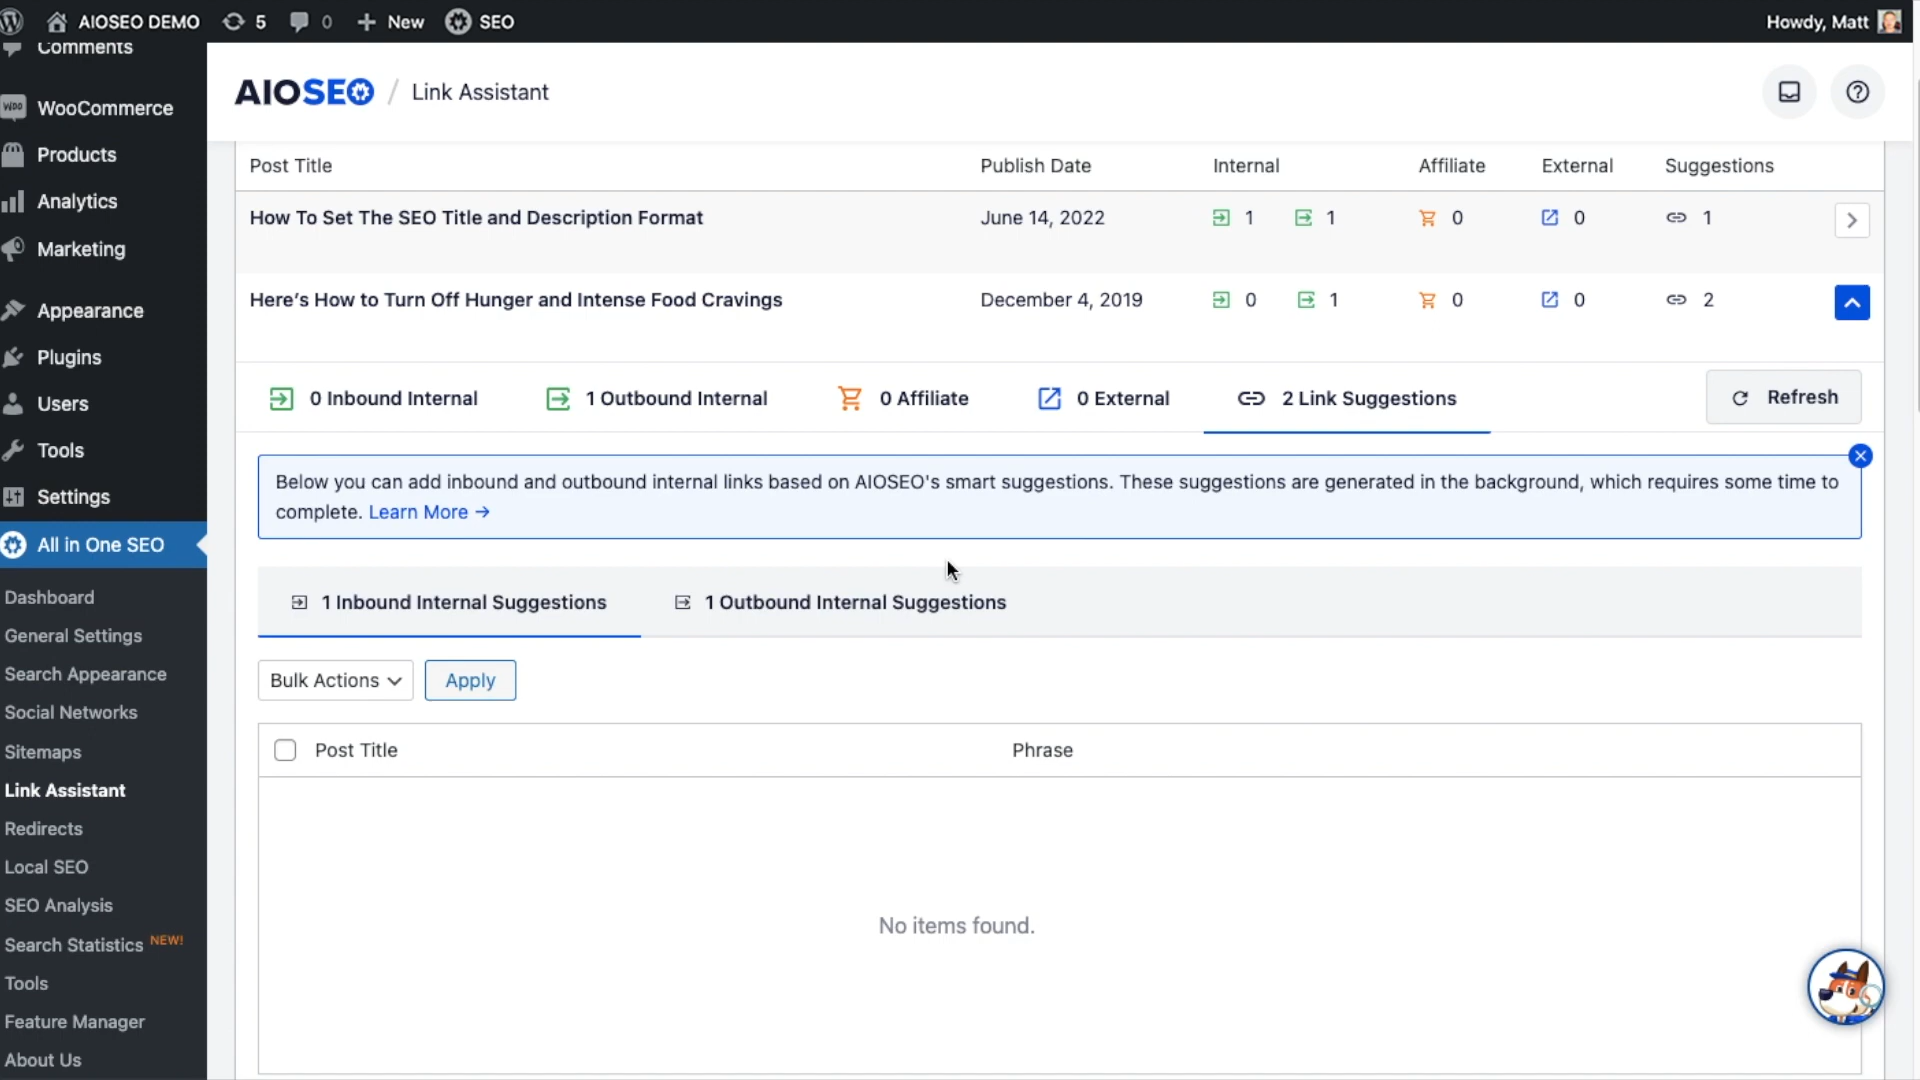 AIOSEO DEMO 5 0 New SEO Howdy, Matt
Comments
WooCommerce
Products
Analytics
Marketing
Appearance
Plugins
Users
Tools
Settings
All in One SEO
Dashboard
General Settings
Search Appearance
Social Networks
Sitemaps
Link Assistant
Redirects
Local SEO
SEO Analysis
Search Statistics NEW!
Tools
Feature Manager
About Us
AIOSEO / Link Assistant
Post Title Publish Date Internal Affiliate External Suggestions
How To Set The SEO Title and Description Format June 14, 2022 1 1 0 0 1
Here’s How to Turn Off Hunger and Intense Food Cravings December 4, 2019 0 1 0 0 2
0 Inbound Internal 1 Outbound Internal 0 Affiliate 0 External 2 Link Suggestions Refresh
Below you can add inbound and outbound internal links based on AIOSEO's smart suggestions. These suggestions are generated in the background, which requires some time to
complete. Learn More →
1 Inbound Internal Suggestions 1 Outbound Internal Suggestions
Bulk Actions Apply
Post Title Phrase
No items found.